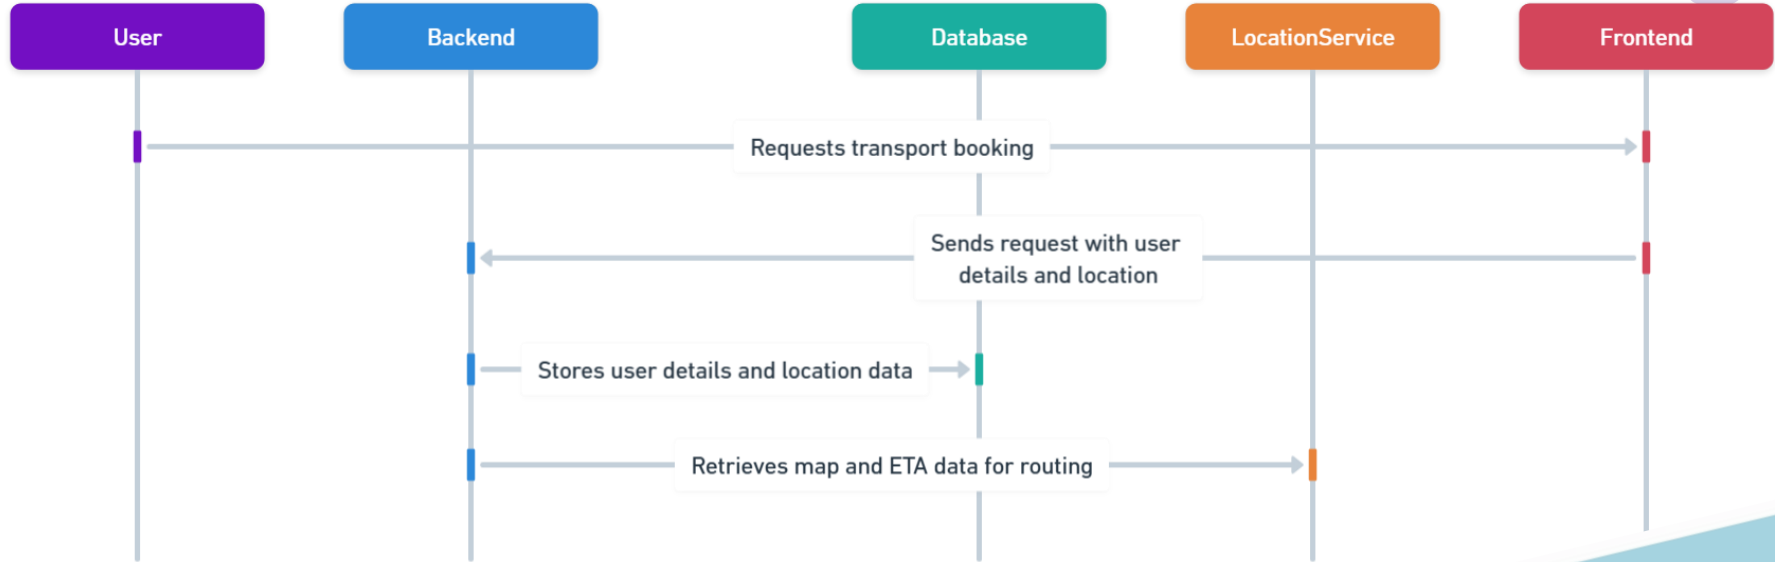 User
Backend
Database
LocationService
Frontend
Requests transport booking
Sends request with user
details and location
Stores user details and location data
Retrieves map and ETA data for routing